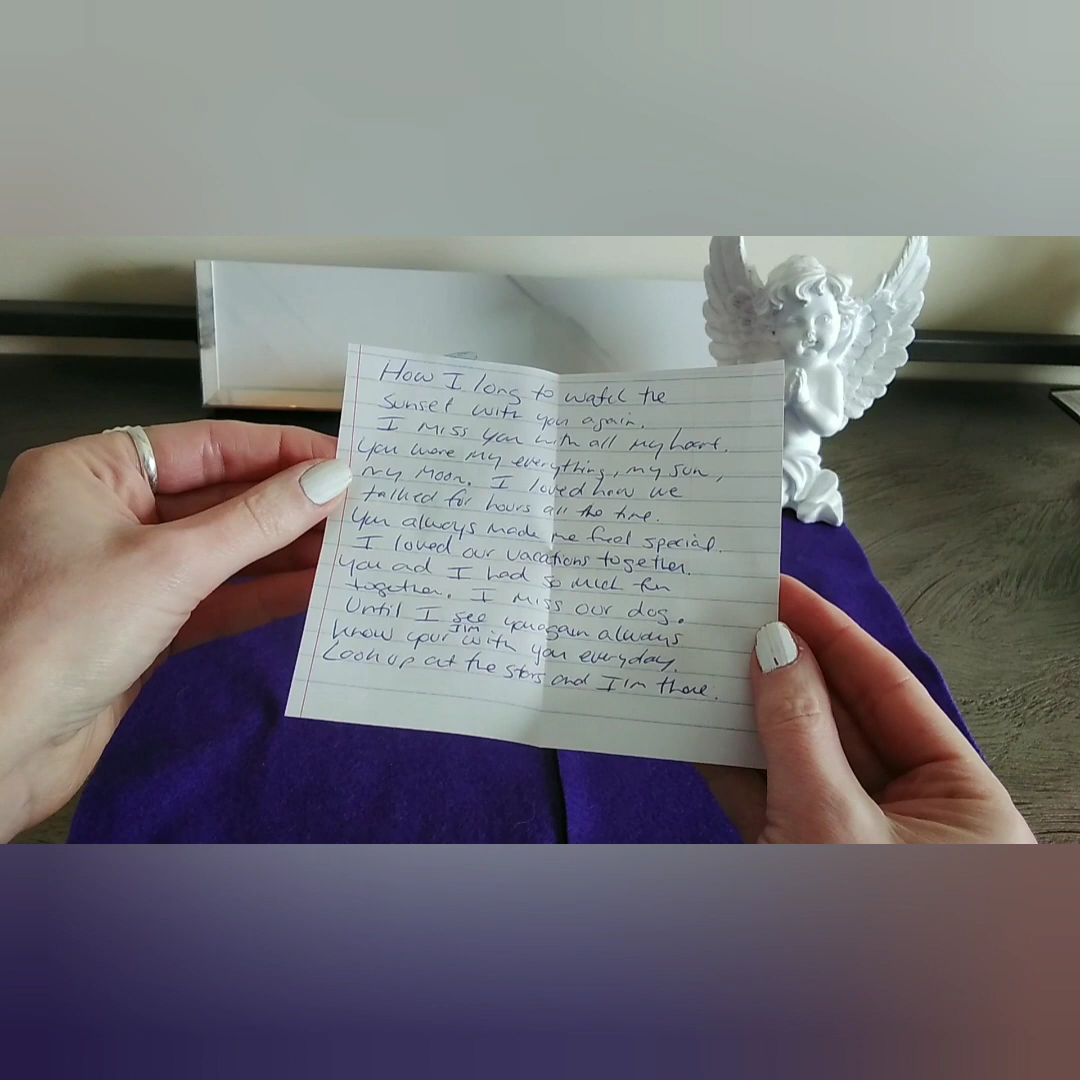 How I long to watch the
sunset with you again.
I miss you with all my heart.
You were my everything, my sun,
my moon. I loved how we
talked for hours all the time.
You always made me feel special.
I loved our vacations together.
You ad I had so much fun
together. I miss our dog.
Until I see you again always
know your I'm with you everyday.
Look up at the stars and I'm there.